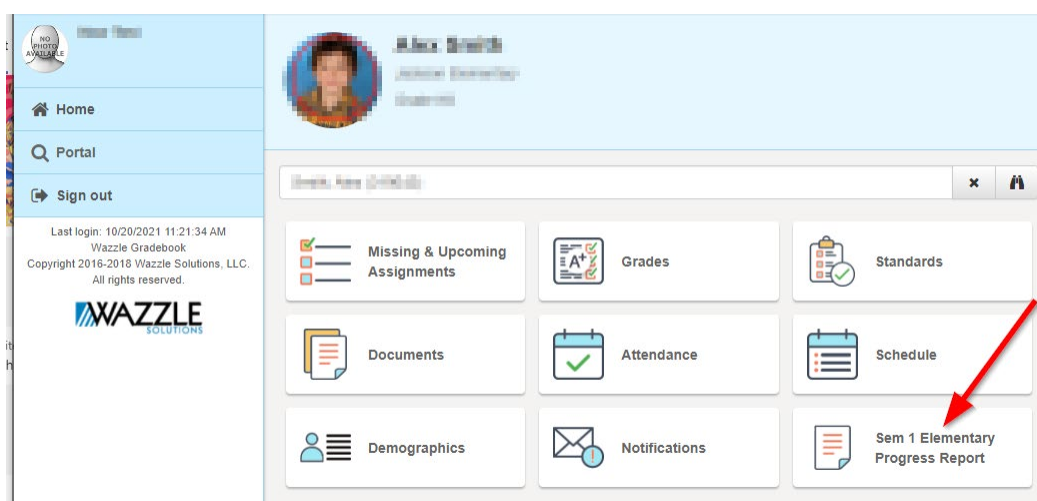 NO
PHOTO
AVAILABLE
Home
Portal
Sign out
Last login: 10/20/2021 11:21:34 AM
Wazzle Gradebook
Copyright 2016-2018 Wazzle Solutions, LLC.
All rights reserved.
WAZZLE
SOLUTIONS
Alex Smith
Missing & Upcoming
Assignments
A+
Grades
Standards
Documents
Attendance
Schedule
Demographics
Notifications
Sem 1 Elementary
Progress Report